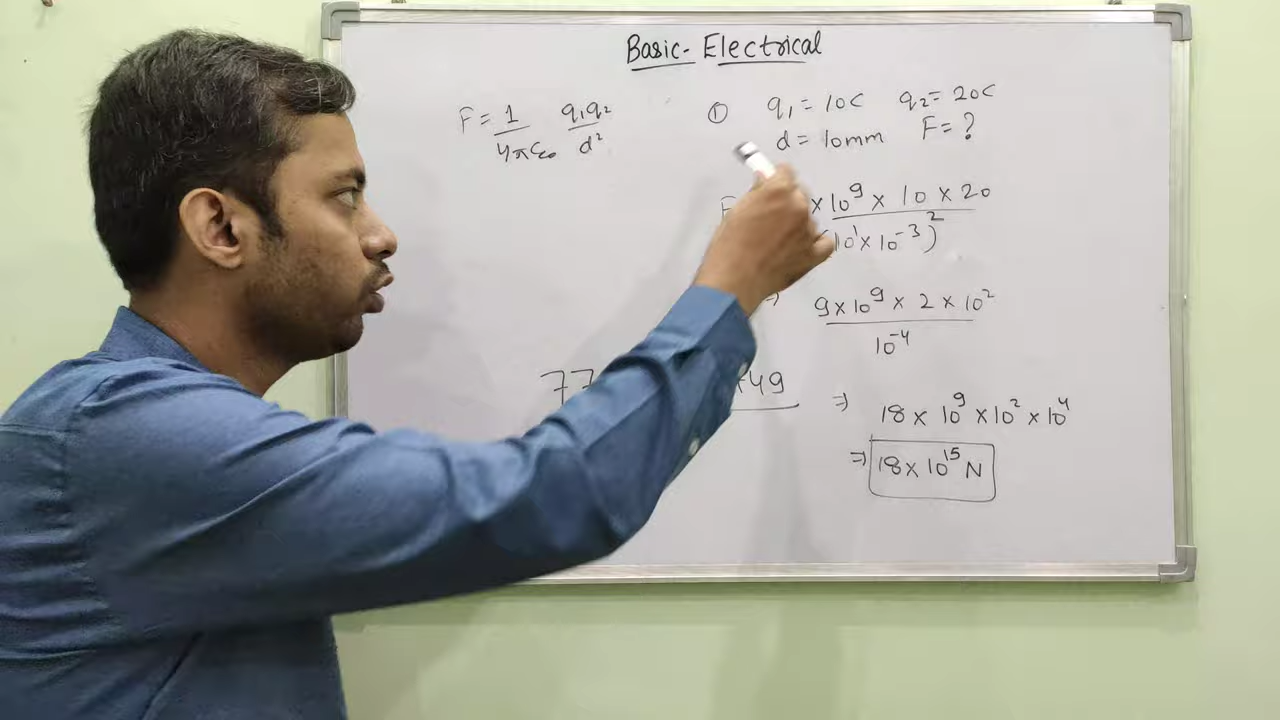 Basic- Electrical
F = 1/4πϵ₀ q₁q₂/d²
① q₁ = 10C q₂ = 20C
d = 10mm F = ?
F × 10⁹ × 10 × 20
(10¹ × 10⁻³)²
⇒ 9 × 10⁹ × 2 × 10²
10⁻⁴
77 49
⇒ 18 × 10⁹ × 10² × 10⁴
⇒ 18 × 10¹⁵ N